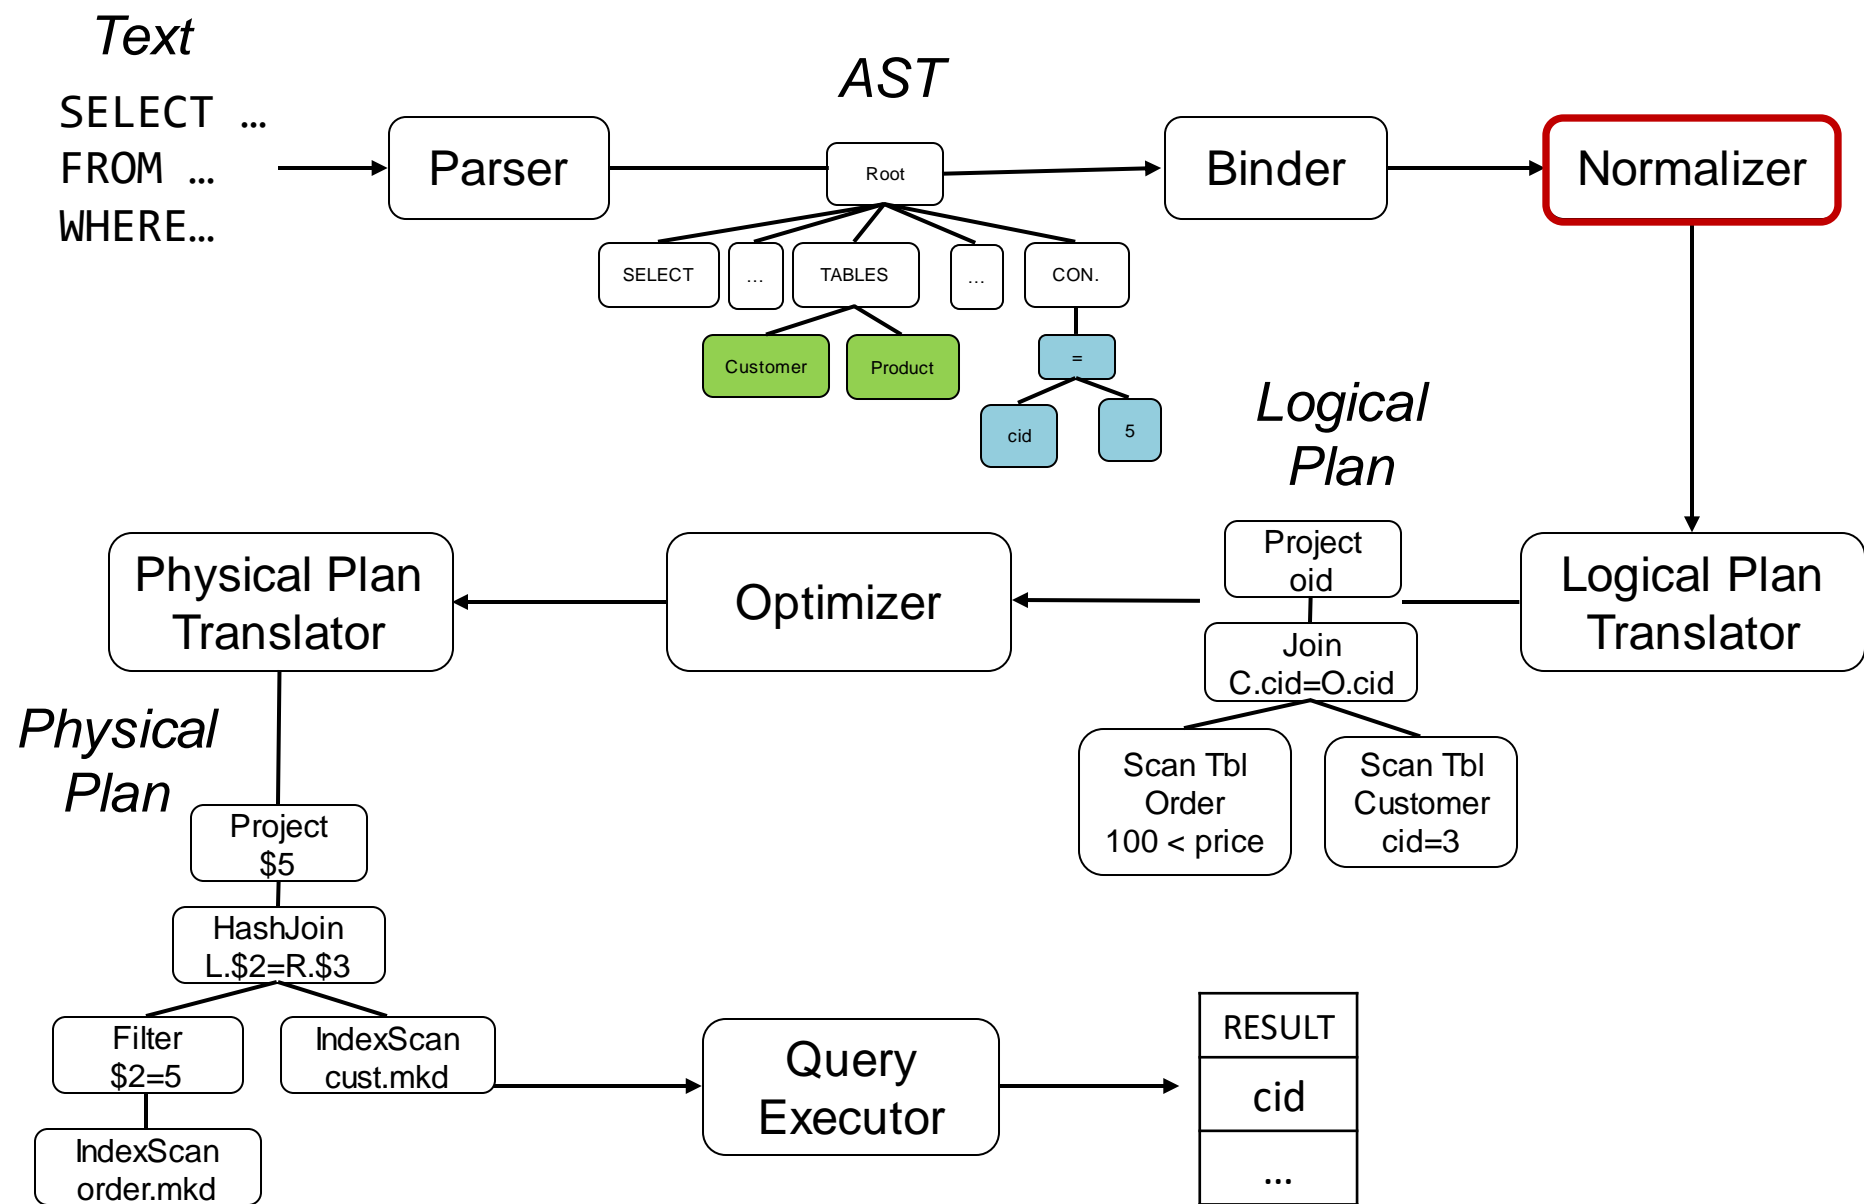 Text
SELECT …
FROM …
WHERE…
AST
Parser
Root
Binder
Normalizer
SELECT
…
TABLES
…
CON.
Customer
Product
=
cid
5
Logical
Plan
Physical Plan
Translator
Optimizer
Project
oid
Join
C.cid=O.cid
Scan Tbl
Order
100 < price
Scan Tbl
Customer
cid=3
Logical Plan
Translator
Physical
Plan
Project
$5
HashJoin
L.$2=R.$3
Filter
$2=5
IndexScan
cust.mkd
IndexScan
order.mkd
Query
Executor
RESULT
cid
…